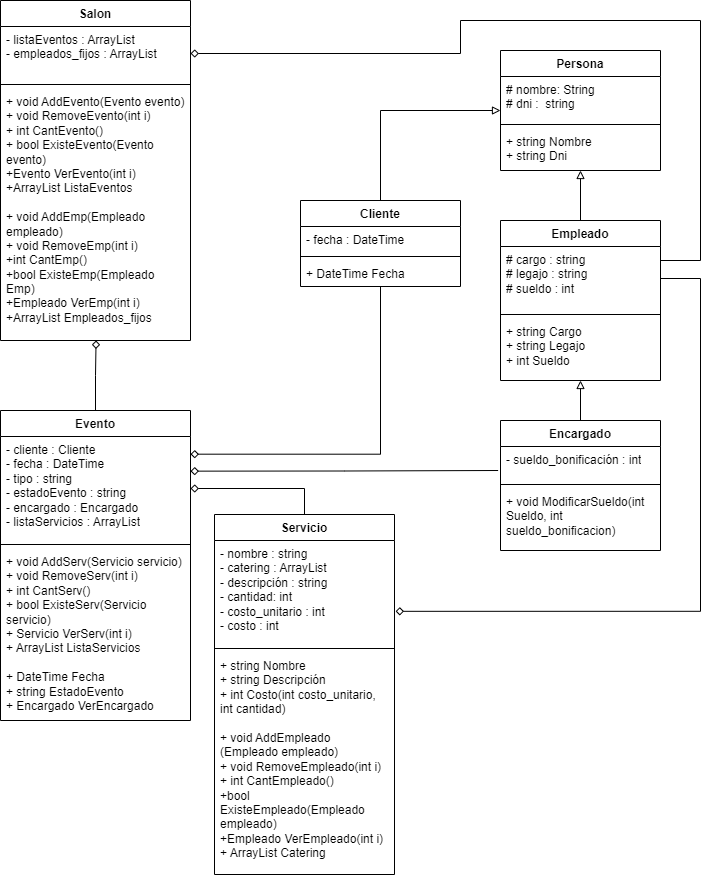 Salon
- listaEventos : ArrayList
- empleados_fijos : ArrayList
+ void AddEvento(Evento evento)
+ void RemoveEvento(int i)
+ int CantEvento()
+ bool ExisteEvento(Evento
evento)
+Evento VerEvento(int i)
+ArrayList ListaEventos
+ void AddEmp(Empleado
empleado)
+ void RemoveEmp(int i)
+int CantEmp()
+bool ExisteEmp(Empleado
Emp)
+Empleado VerEmp(int i)
+ArrayList Empleados_fijos
Persona
# nombre: String
# dni :  string
+ string Nombre
+ string Dni
Cliente
- fecha : DateTime
+ DateTime Fecha
Empleado
# cargo : string
# legajo : string
# sueldo : int
+ string Cargo
+ string Legajo
+ int Sueldo
Encargado
- sueldo_bonificación : int
+ void ModificarSueldo(int
Sueldo, int
sueldo_bonificacion)
Evento
- cliente : Cliente
- fecha : DateTime
- tipo : string
- estadoEvento : string
- encargado : Encargado
- listaServicios : ArrayList
+ void AddServ(Servicio servicio)
+ void RemoveServ(int i)
+ int CantServ()
+ bool ExisteServ(Servicio
servicio)
+ Servicio VerServ(int i)
+ ArrayList ListaServicios
+ DateTime Fecha
+ string EstadoEvento
+ Encargado VerEncargado
Servicio
- nombre : string
- catering : ArrayList
- descripción : string
- cantidad: int
- costo_unitario : int
- costo : int
+ string Nombre
+ string Descripción
+ int Costo(int costo_unitario,
int cantidad)
+ void AddEmpleado
(Empleado empleado)
+ void RemoveEmpleado(int i)
+ int CantEmpleado()
+bool
ExisteEmpleado(Empleado
empleado)
+Empleado VerEmpleado(int i)
+ ArrayList Catering